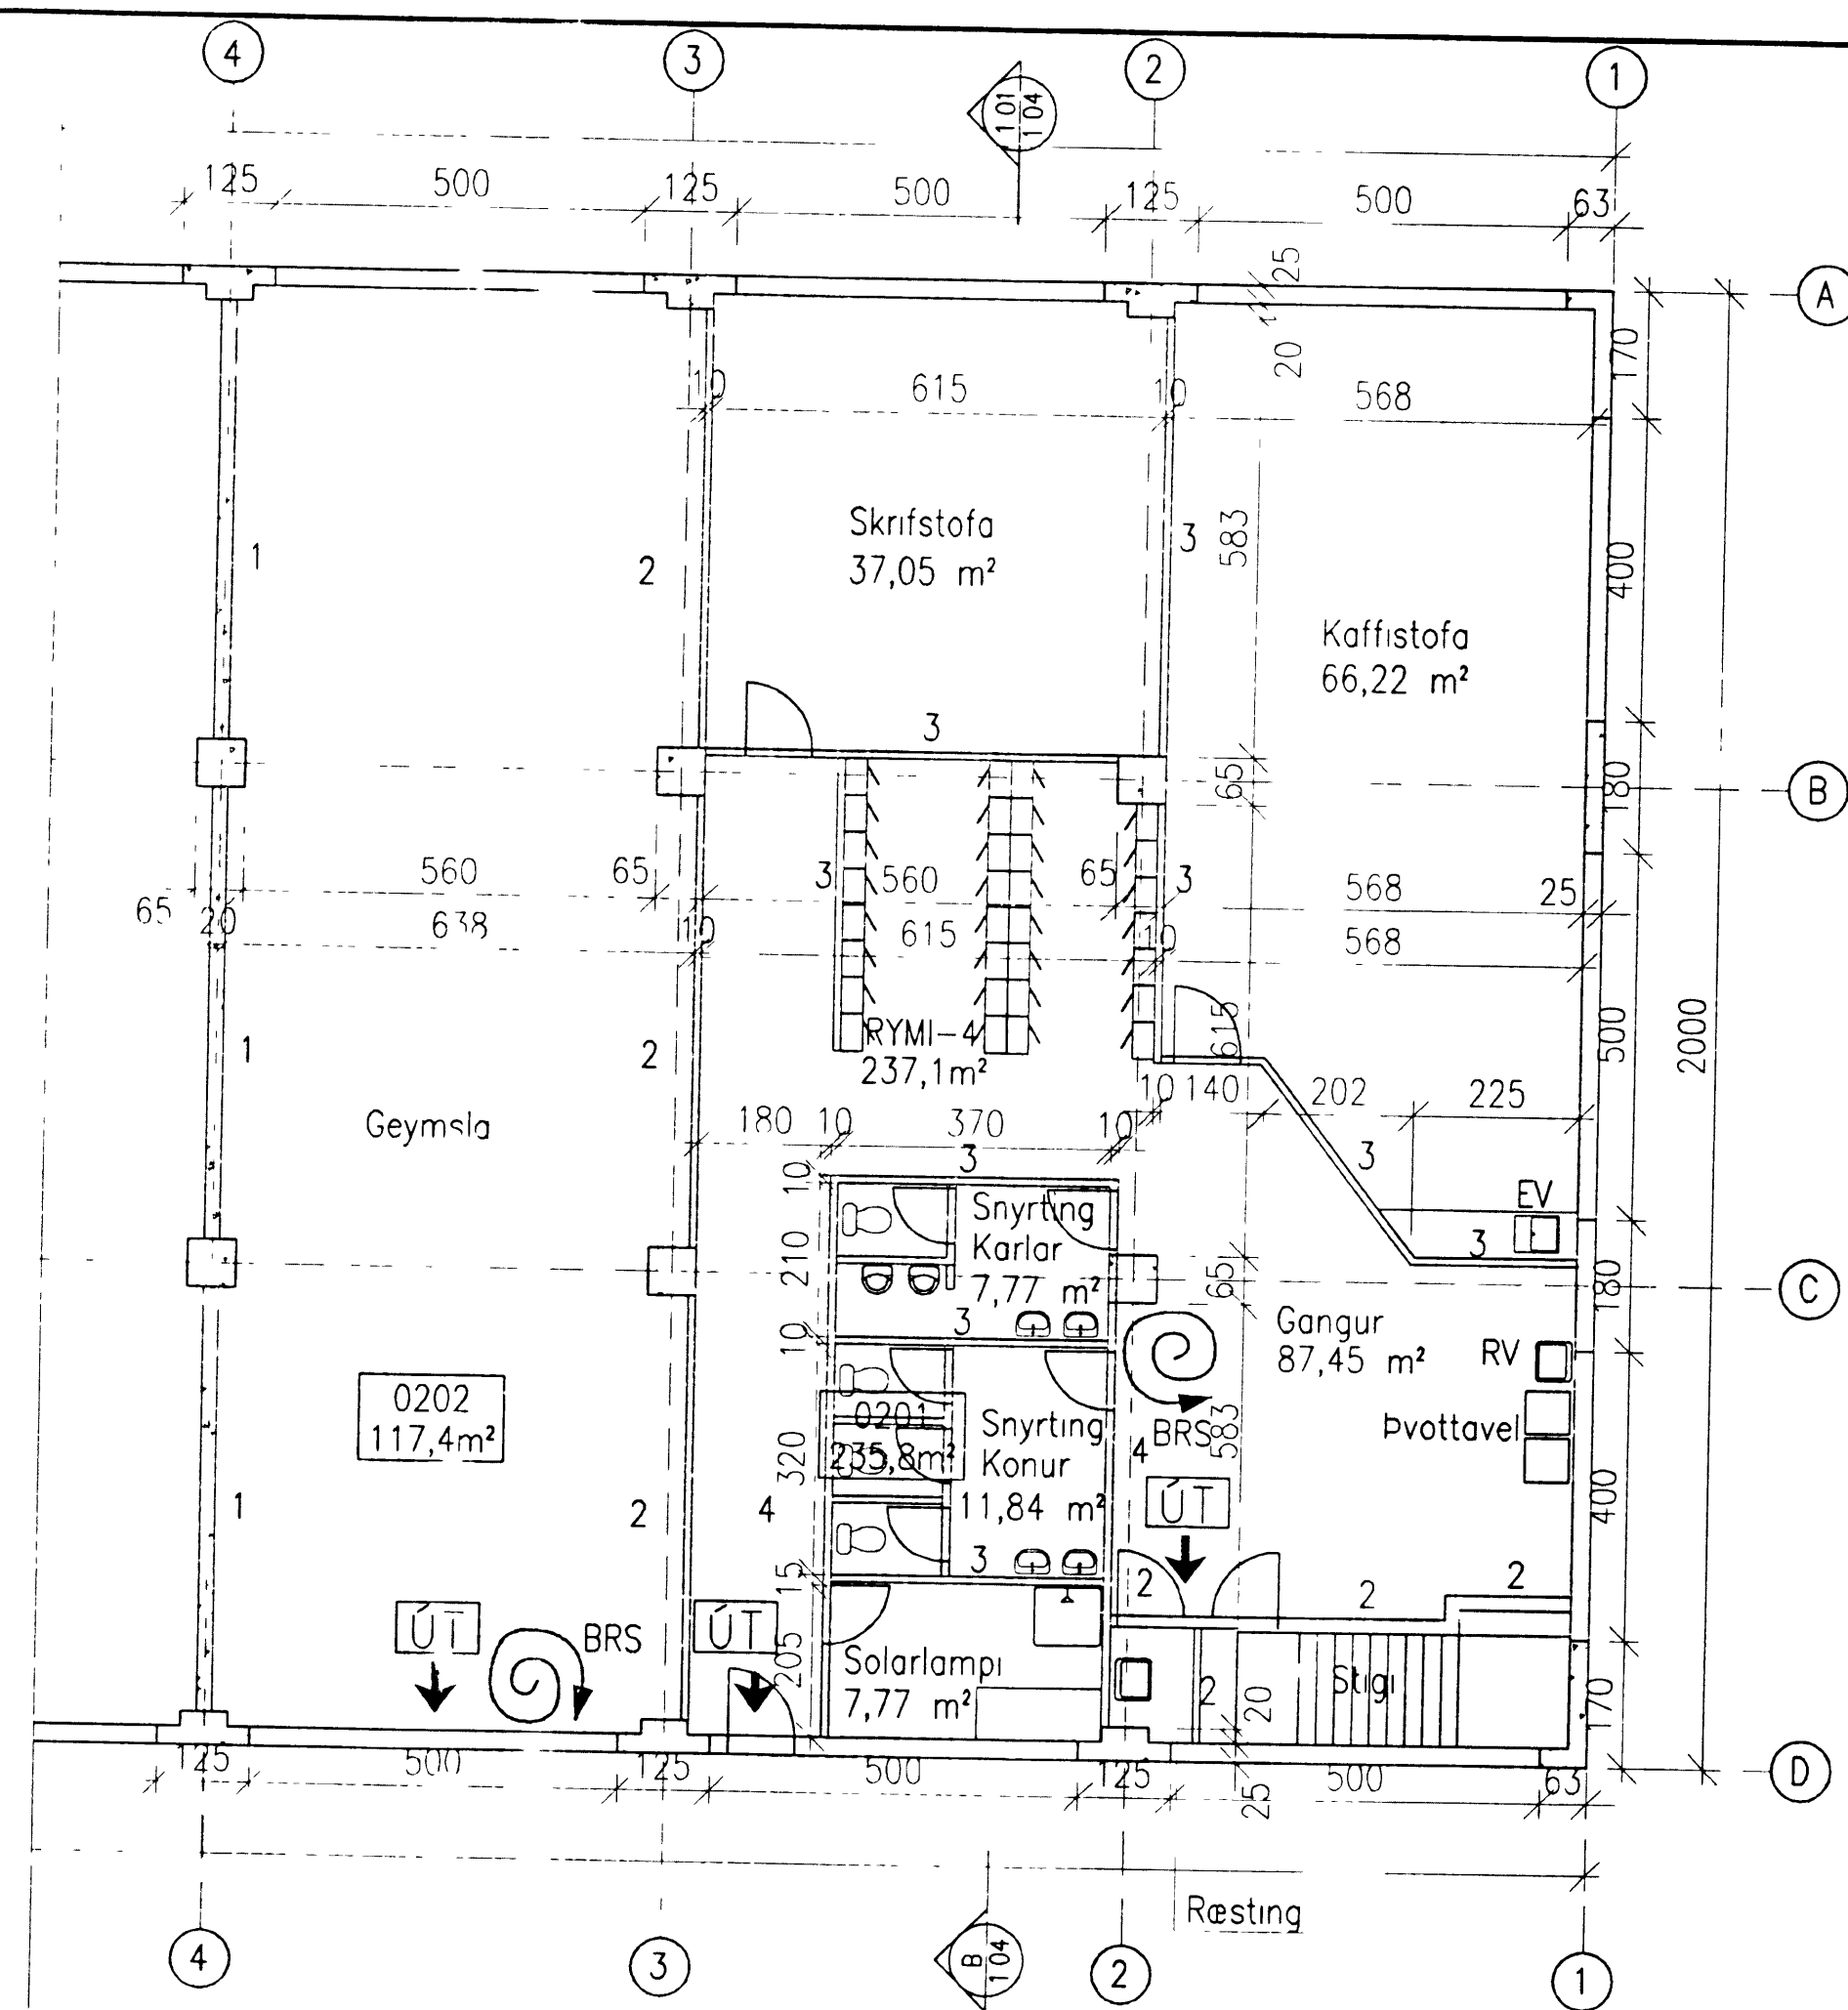 4
3
2
1
1 01
1 04
125
500
125
500
125
500
63
25
A
20
170
10
615
10
568
Skrifstofa
37,05 m²
1
2
3
583
400
Kaffistofa
66,22 m²
3
65
180
B
560
65
3
560
65
3
568
25
65
20
638
10
615
10
568
RYMI-4
237,1m²
1
2
615
500
2000
Geymsla
10
140
202
225
180
10
370
10
3
3
10
EV
Snyrting
Karlar
7,77 m²
3
210
65
180
C
10
3
Gangur
87,45 m²
RV
0202
117,4m²
0201
235,8m²
Snyrting
Konur
11,84 m²
BRS
583
Þvottavel
320
4
1
2
4
ÚT
400
3
15
2
2
2
ÚT
BRS
ÚT
205
Solarlampi
7,77 m²
2
20
Stigi
170
125
500
125
500
125
25
500
63
D
Ræsting
4
3
B
1 04
2
1